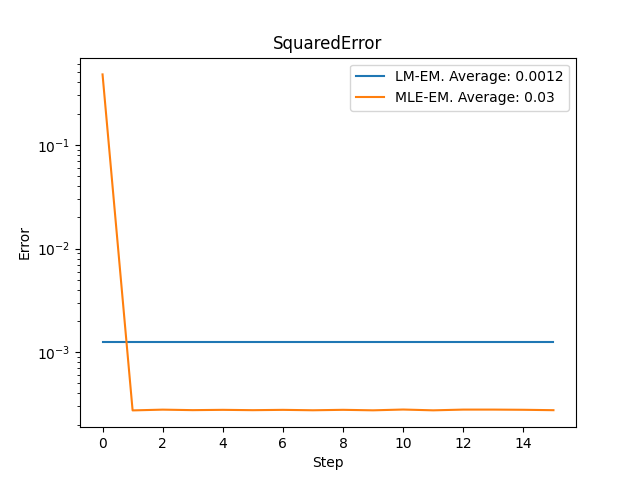 SquaredError
LM-EM. Average: 0.0012
MLE-EM. Average: 0.03
10⁻¹
10⁻²
10⁻³
Error
0 2 4 6 8 10 12 14
Step